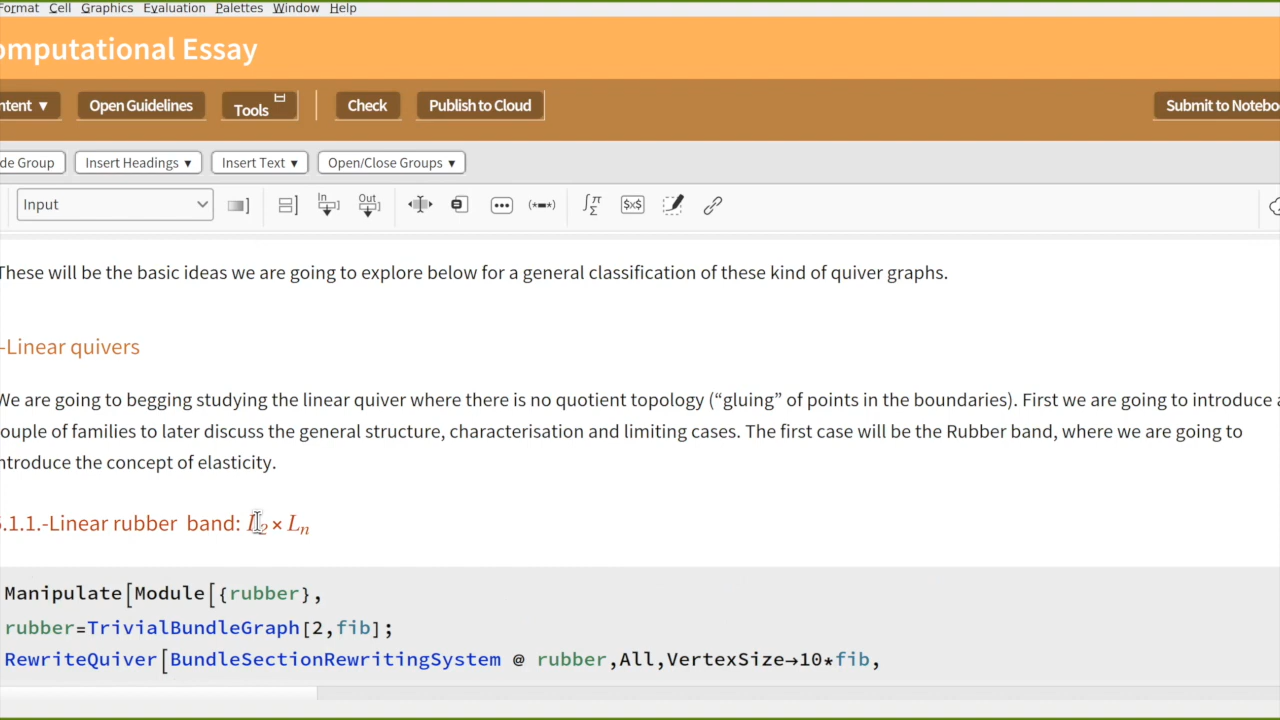 Format Cell Graphics Evaluation Palettes Window Help
omputational Essay
ntent ▼ Open Guidelines Tools Check Publish to Cloud Submit to Notebo
de Group Insert Headings ▼ Insert Text ▼ Open/Close Groups ▼
Input In Out $x$
These will be the basic ideas we are going to explore below for a general classification of these kind of quiver graphs.
-Linear quivers
We are going to begging studying the linear quiver where there is no quotient topology (“gluing” of points in the boundaries). First we are going to introduce a
ouple of families to later discuss the general structure, characterisation and limiting cases. The first case will be the Rubber band, where we are going to
ntroduce the concept of elasticity.
5.1.1.-Linear rubber band: L₂ × Lₙ
Manipulate[Module[{rubber},
rubber=TrivialBundleGraph[2,fib];
RewriteQuiver[BundleSectionRewritingSystem @ rubber,All,VertexSize→10*fib,